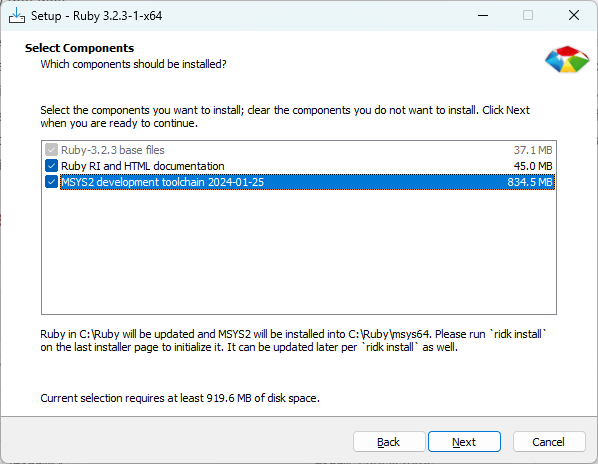 Setup - Ruby 3.2.3-1-x64
Select Components
Which components should be installed?
Select the components you want to install; clear the components you do not want to install. Click Next
when you are ready to continue.
Ruby-3.2.3 base files 37.1 MB
Ruby RI and HTML documentation 45.0 MB
MSYS2 development toolchain 2024-01-25 834.5 MB
Ruby in C:\Ruby will be updated and MSYS2 will be installed into C:\Ruby\msys64. Please run `ridk install`
on the last installer page to initialize it. It can be updated later per `ridk install` as well.
Current selection requires at least 919.6 MB of disk space.
Back Next Cancel